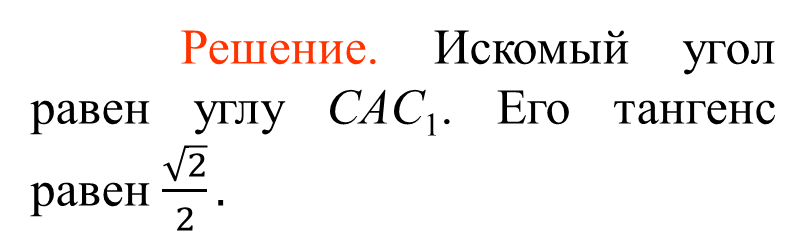 Решение. Искомый угол
равен углу CAC₁. Его тангенс
равен √2/2.